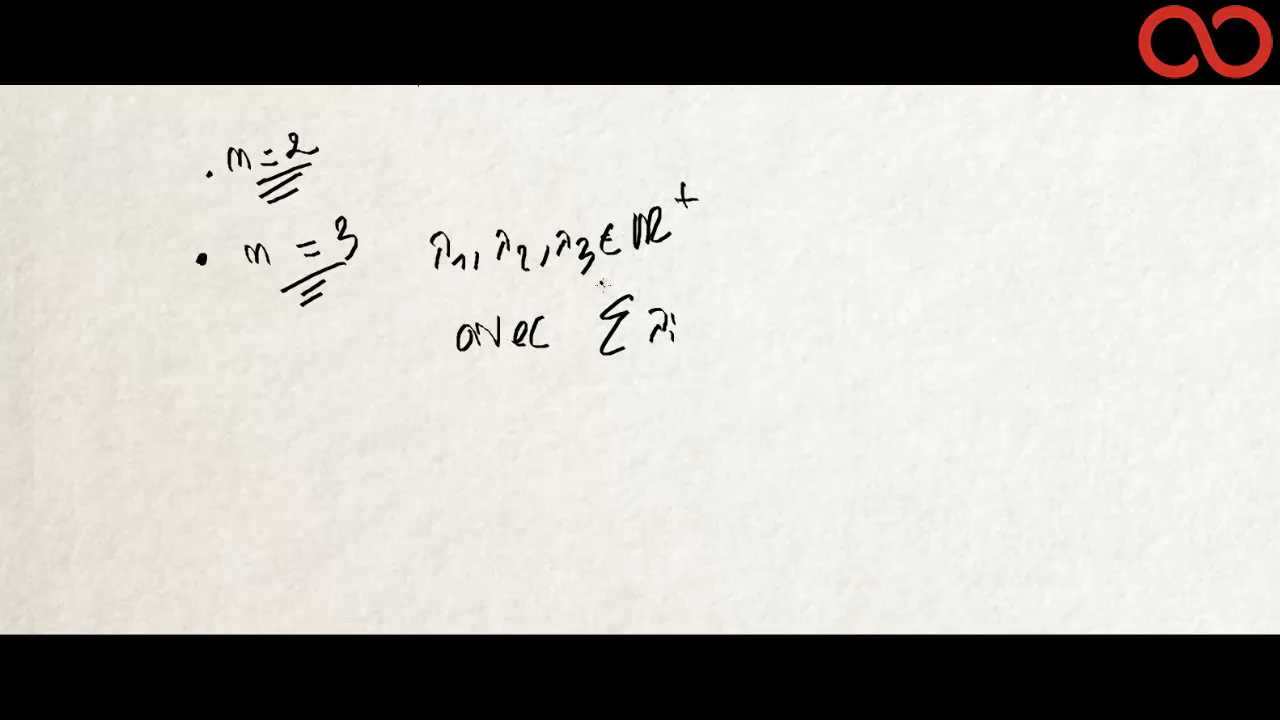 . n = 2
• n = 3 λ1, λ2, λ3 ∈ ℝ+
avec Σ λi